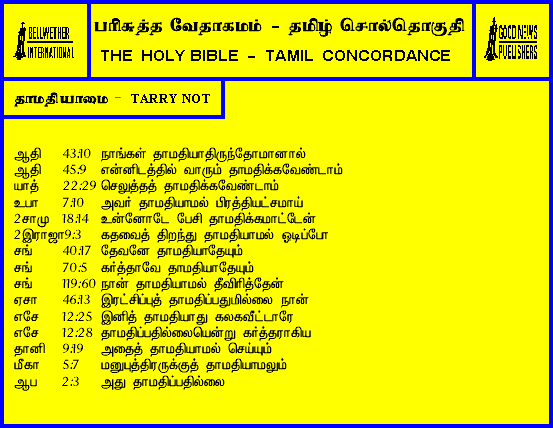 BELLWETHER
INTERNATIONAL
பரிசுத்த வேதாகமம் - தமிழ் சொல்தொகுதி
THE HOLY BIBLE - TAMIL CONCORDANCE
GOOD NEWS
PUBLISHERS
தாமதியாமை - TARRY NOT
ஆதி 43:10 நாங்கள் தாமதியாதிருந்தோமானால்
ஆதி 45:9 என்னிடத்தில் வாரும் தாமதிக்கவேண்டாம்
யாத் 22:29 செலுத்தத் தாமதிக்கவேண்டாம்
உபா 7:10 அவர் தாமதியாமல் பிரத்தியட்சமாய்
2சாமு 18:14 உன்னோடே பேசி தாமதிக்கமாட்டேன்
2இராஜா9:3 கதவைத் திறந்து தாமதியாமல் ஓடிப்போ
சங் 40:17 தேவனே தாமதியாதேயும்
சங் 70:5 கர்த்தாவே தாமதியாதேயும்
சங் 119:60 நான் தாமதியாமல் தீவிரித்தேன்
ஏசா 46:13 இரட்சிப்புத் தாமதிப்பதுமில்லை நான்
எசே 12:25 இனித் தாமதியாது கலகவீட்டாரே
எசே 12:28 தாமதிப்பதில்லையென்று கர்த்தராகிய
தானி 9:19 அதைத் தாமதியாமல் செய்யும்
மீகா 5:7 மனுபுத்திரருக்குத் தாமதியாமலும்
ஆப 2:3 அது தாமதிப்பதில்லை